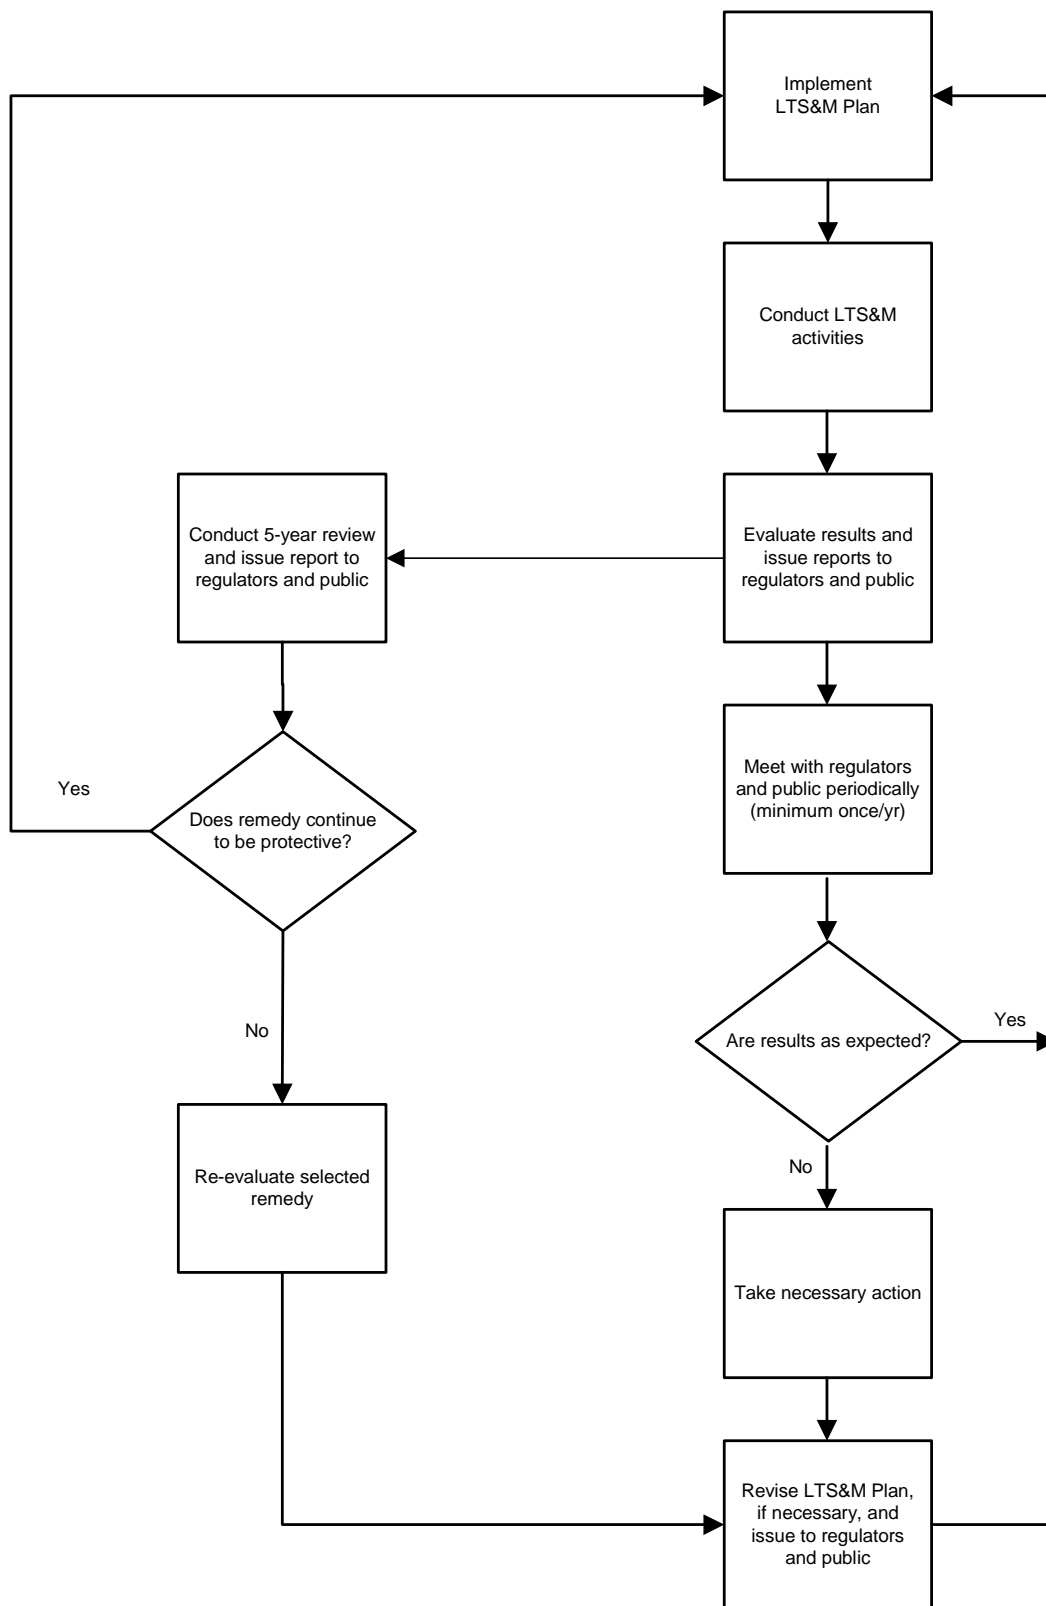 Implement
LTS&M Plan
Conduct LTS&M
activities
Conduct 5-year review
and issue report to
regulators and public
Evaluate results and
issue reports to
regulators and public
Meet with regulators
and public periodically
(minimum once/yr)
Yes
Does remedy continue
to be protective?
No
Are results as expected?
Yes
No
Re-evaluate selected
remedy
Take necessary action
Revise LTS&M Plan,
if necessary, and
issue to regulators
and public